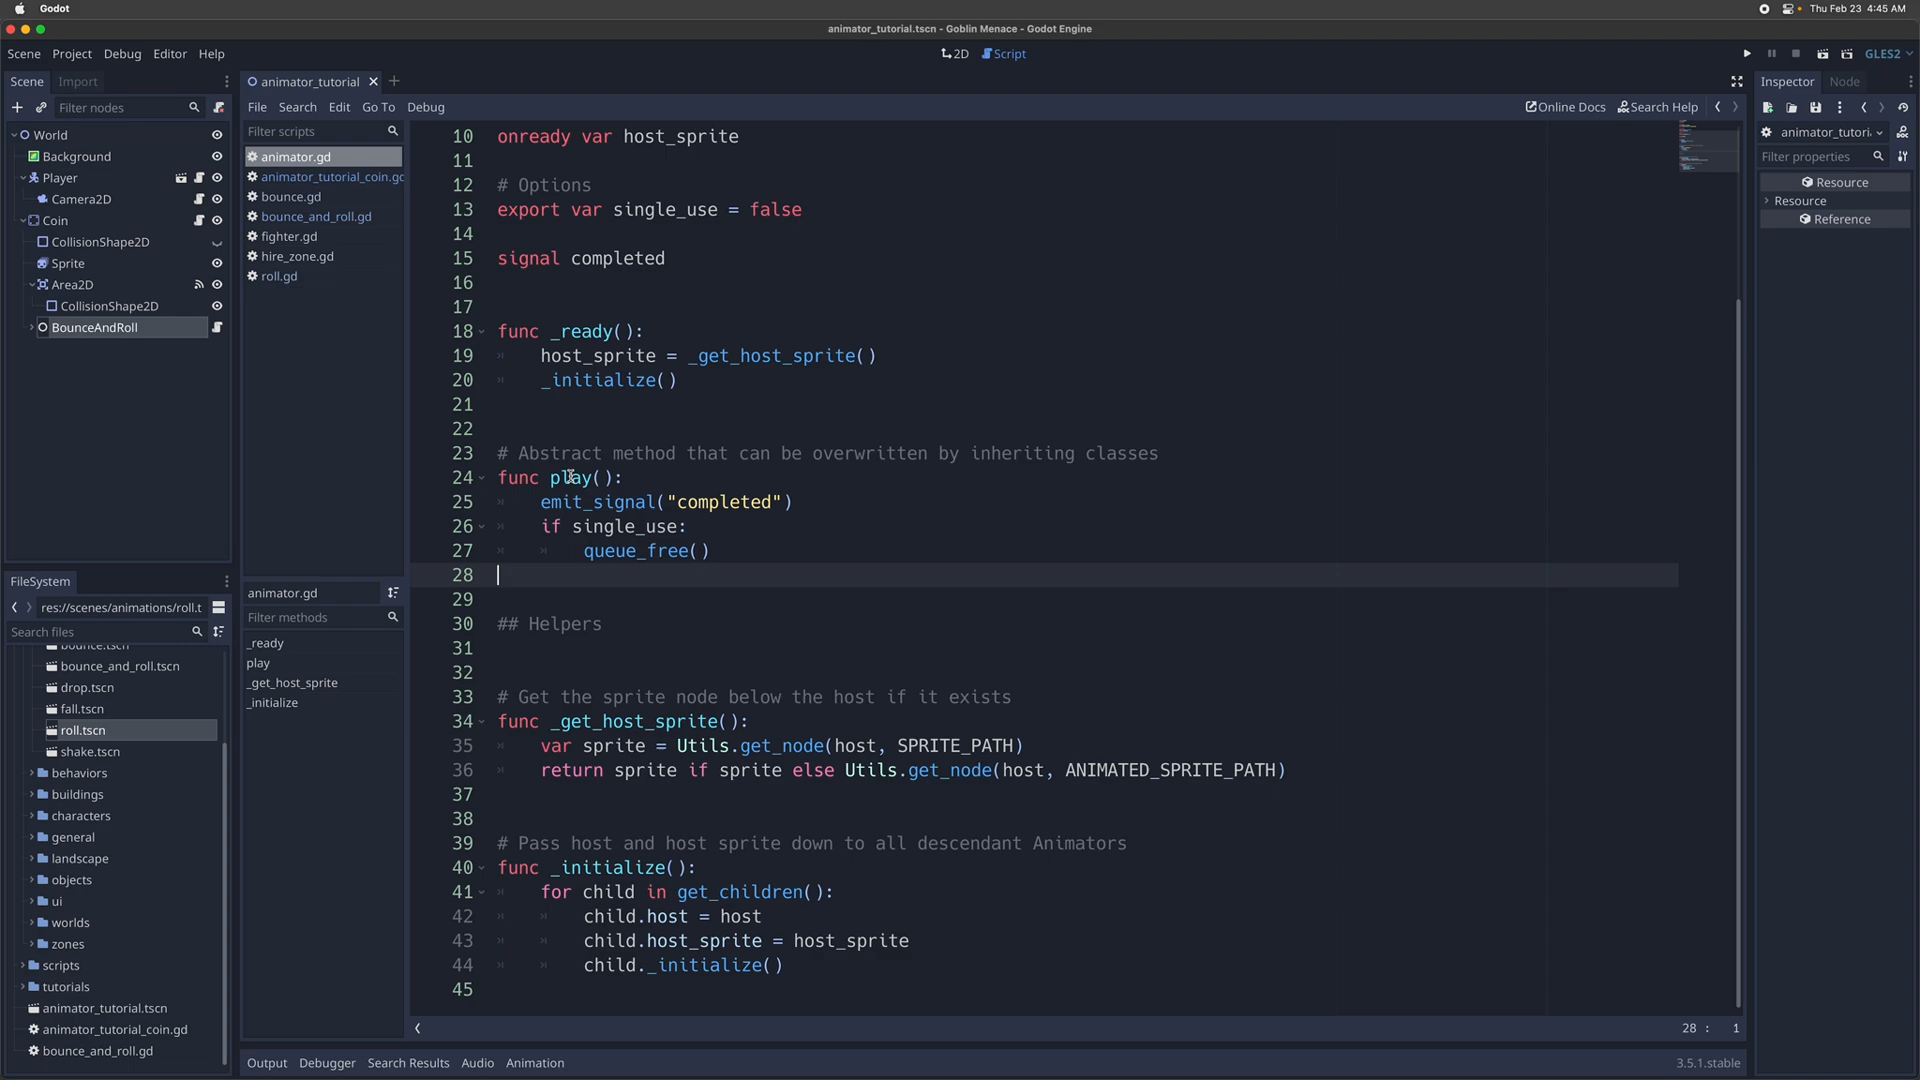 Godot
Thu Feb 23 4:45 AM
animator_tutorial.tscn - Goblin Menace - Godot Engine
Scene Project Debug Editor Help
2D Script
GLES2
Scene Import
Filter nodes
World
Background
Player
Camera2D
Coin
CollisionShape2D
Sprite
Area2D
CollisionShape2D
BounceAndRoll
FileSystem
res://scenes/animations/roll.t
Search files
bounce.tscn
bounce_and_roll.tscn
drop.tscn
fall.tscn
roll.tscn
shake.tscn
behaviors
buildings
characters
general
landscape
objects
ui
worlds
zones
scripts
tutorials
animator_tutorial.tscn
animator_tutorial_coin.gd
bounce_and_roll.gd
animator_tutorial
File Search Edit Go To Debug
Online Docs Search Help
Filter scripts
animator.gd
animator_tutorial_coin.gd
bounce.gd
bounce_and_roll.gd
fighter.gd
hire_zone.gd
roll.gd
animator.gd
Filter methods
_ready
play
_get_host_sprite
_initialize
10 onready var host_sprite
11
12 # Options
13 export var single_use = false
14
15 signal completed
16
17
18 func _ready():
19 host_sprite = _get_host_sprite()
20 _initialize()
21
22
23 # Abstract method that can be overwritten by inheriting classes
24 func play():
25 emit_signal("completed")
26 if single_use:
27 queue_free()
28
29
30 ## Helpers
31
32
33 # Get the sprite node below the host if it exists
34 func _get_host_sprite():
35 var sprite = Utils.get_node(host, SPRITE_PATH)
36 return sprite if sprite else Utils.get_node(host, ANIMATED_SPRITE_PATH)
37
38
39 # Pass host and host sprite down to all descendant Animators
40 func _initialize():
41 for child in get_children():
42 child.host = host
43 child.host_sprite = host_sprite
44 child._initialize()
45
28 : 1
Output Debugger Search Results Audio Animation
3.5.1.stable
Inspector Node
animator_tutori
Filter properties
Resource
Resource
Reference